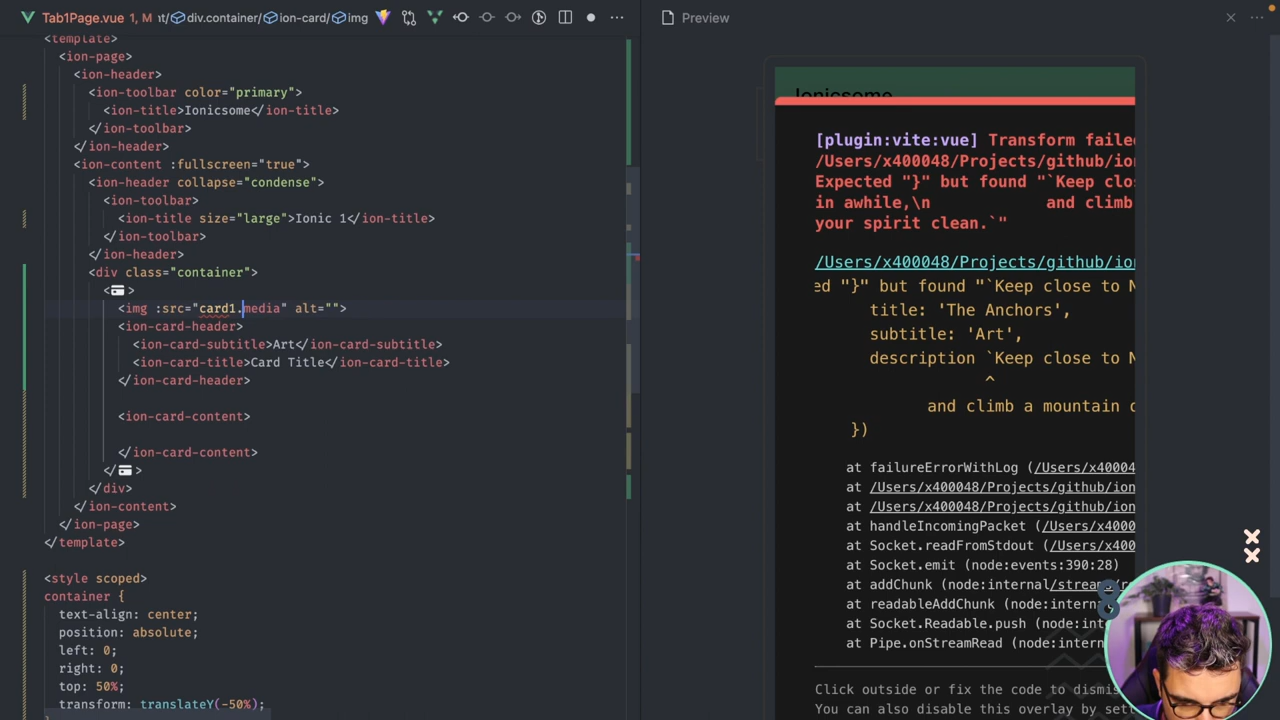 Tab1Page.vue 1, M
div.container/
ion-card/
img
<template>
<ion-page>
<ion-header>
<ion-toolbar color="primary">
<ion-title>Ionicsome</ion-title>
</ion-toolbar>
</ion-header>
<ion-content :fullscreen="true">
<ion-header collapse="condense">
<ion-toolbar>
<ion-title size="large">Ionic 1</ion-title>
</ion-toolbar>
</ion-header>
<div class="container">
< >
<img :src="card1.media" alt="">
<ion-card-header>
<ion-card-subtitle>Art</ion-card-subtitle>
<ion-card-title>Card Title</ion-card-title>
</ion-card-header>
<ion-card-content>
</ion-card-content>
</ >
</div>
</ion-content>
</ion-page>
</template>
<style scoped>
container {
text-align: center;
position: absolute;
left: 0;
right: 0;
top: 50%;
transform: translateY(-50%);
Preview
Ionicsome
[plugin:vite:vue] Transform failed
/Users/x400048/Projects/github/ion
Expected "}" but found "`Keep clos
in awhile,\n and climb
your spirit clean.`"
/Users/x400048/Projects/github/ion
ed "}" but found "`Keep close to N
title: 'The Anchors',
subtitle: 'Art',
description `Keep close to N
^
and climb a mountain o
})
at failureErrorWithLog (/Users/x40004
at /Users/x400048/Projects/github/ion
at /Users/x400048/Projects/github/ion
at handleIncomingPacket (/Users/x4000
at Socket.readFromStdout (/Users/x400
at Socket.emit (node:events:390:28)
at addChunk (node:internal/streams/r
at readableAddChunk (node:intern
at Socket.Readable.push (node:int
at Pipe.onStreamRead (node:intern
Click outside or fix the code to dismis
You can also disable this overlay by sett